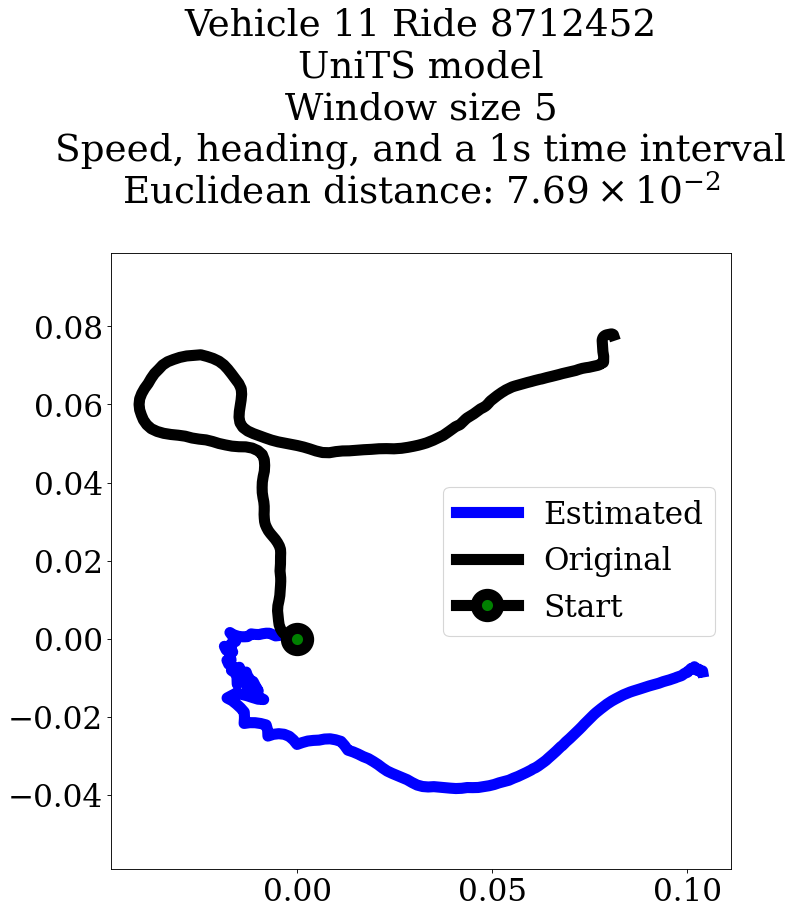 Vehicle 11 Ride 8712452
UniTS model
Window size 5
Speed, heading, and a 1s time interval
Euclidean distance: 7.69 × 10⁻²
0.08
0.06
0.04
0.02
0.00
−0.02
−0.04
Estimated
Original
Start
0.00 0.05 0.10